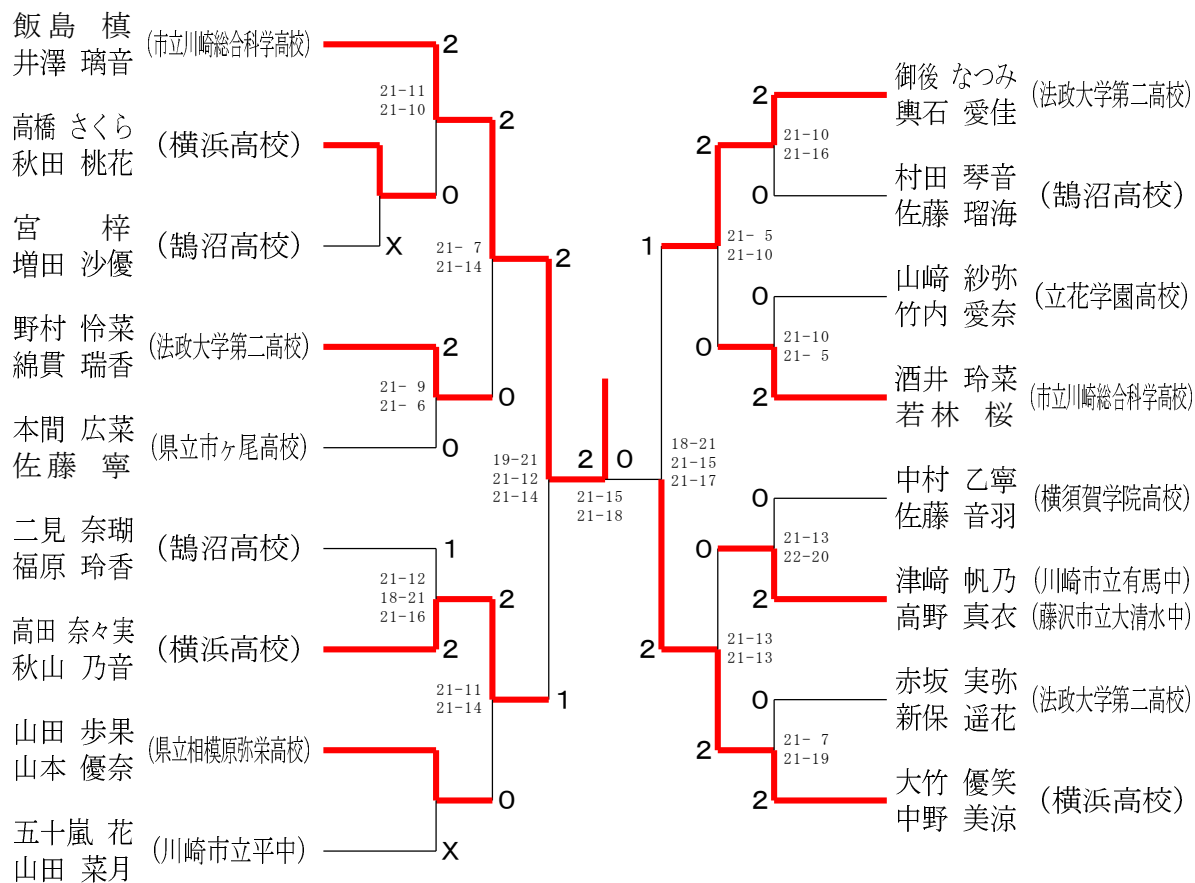 飯島 槙
井澤 璃音
(市立川崎総合科学高校)
2
21-11
21-10
高橋 さくら
秋田 桃花
(横浜高校)
2
0
宮 梓
増田 沙優
(鵠沼高校)
X
21- 7
21-14
2
野村 怜菜
綿貫 瑞香
(法政大学第二高校)
2
21- 9
21- 6
0
本間 広菜
佐藤 寧
(県立市ヶ尾高校)
0
19-21
21-12
21-14
2
0
21-15
21-18
二見 奈瑚
福原 玲香
(鵠沼高校)
1
21-12
18-21
21-16
2
高田 奈々実
秋山 乃音
(横浜高校)
2
21-11
21-14
1
山田 歩果
山本 優奈
(県立相模原弥栄高校)
0
五十嵐 花
山田 菜月
(川崎市立平中)
X
御後 なつみ
輿石 愛佳
(法政大学第二高校)
2
2
21-10
21-16
村田 琴音
佐藤 瑠海
(鵠沼高校)
0
1
21- 5
21-10
山﨑 紗弥
竹内 愛奈
(立花学園高校)
0
0
21-10
21- 5
酒井 玲菜
若林 桜
(市立川崎総合科学高校)
2
18-21
21-15
21-17
中村 乙寧
佐藤 音羽
(横須賀学院高校)
0
0
21-13
22-20
津﨑 帆乃
高野 真衣
(川崎市立有馬中)
(藤沢市立大清水中)
2
2
21-13
21-13
赤坂 実弥
新保 遥花
(法政大学第二高校)
0
2
21- 7
21-19
大竹 優笑
中野 美涼
(横浜高校)
2